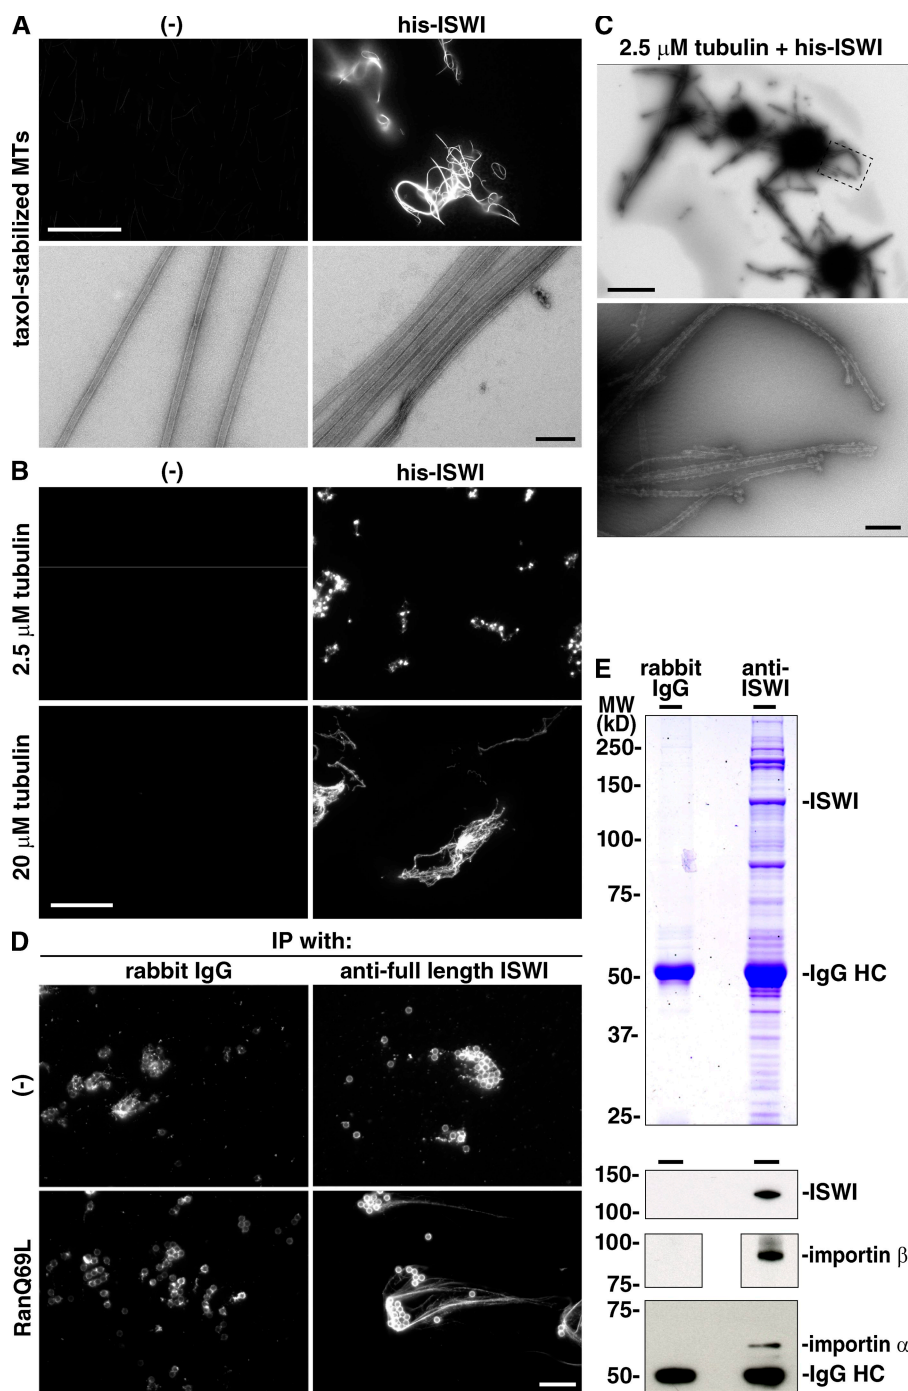 A
(-)
his-ISWI
taxol-stabilized MTs
B
(-)
his-ISWI
2.5 μM tubulin
20 μM tubulin
C
2.5 μM tubulin + his-ISWI
D
IP with:
rabbit IgG
anti-full length ISWI
(-)
RanQ69L
E
rabbit
IgG
anti-
ISWI
MW
(kD)
250-
150-
-ISWI
100-
75-
50-
-IgG HC
37-
25-
150-
-ISWI
100-
100-
-importin β
75-
75-
-importin α
50-
-IgG HC